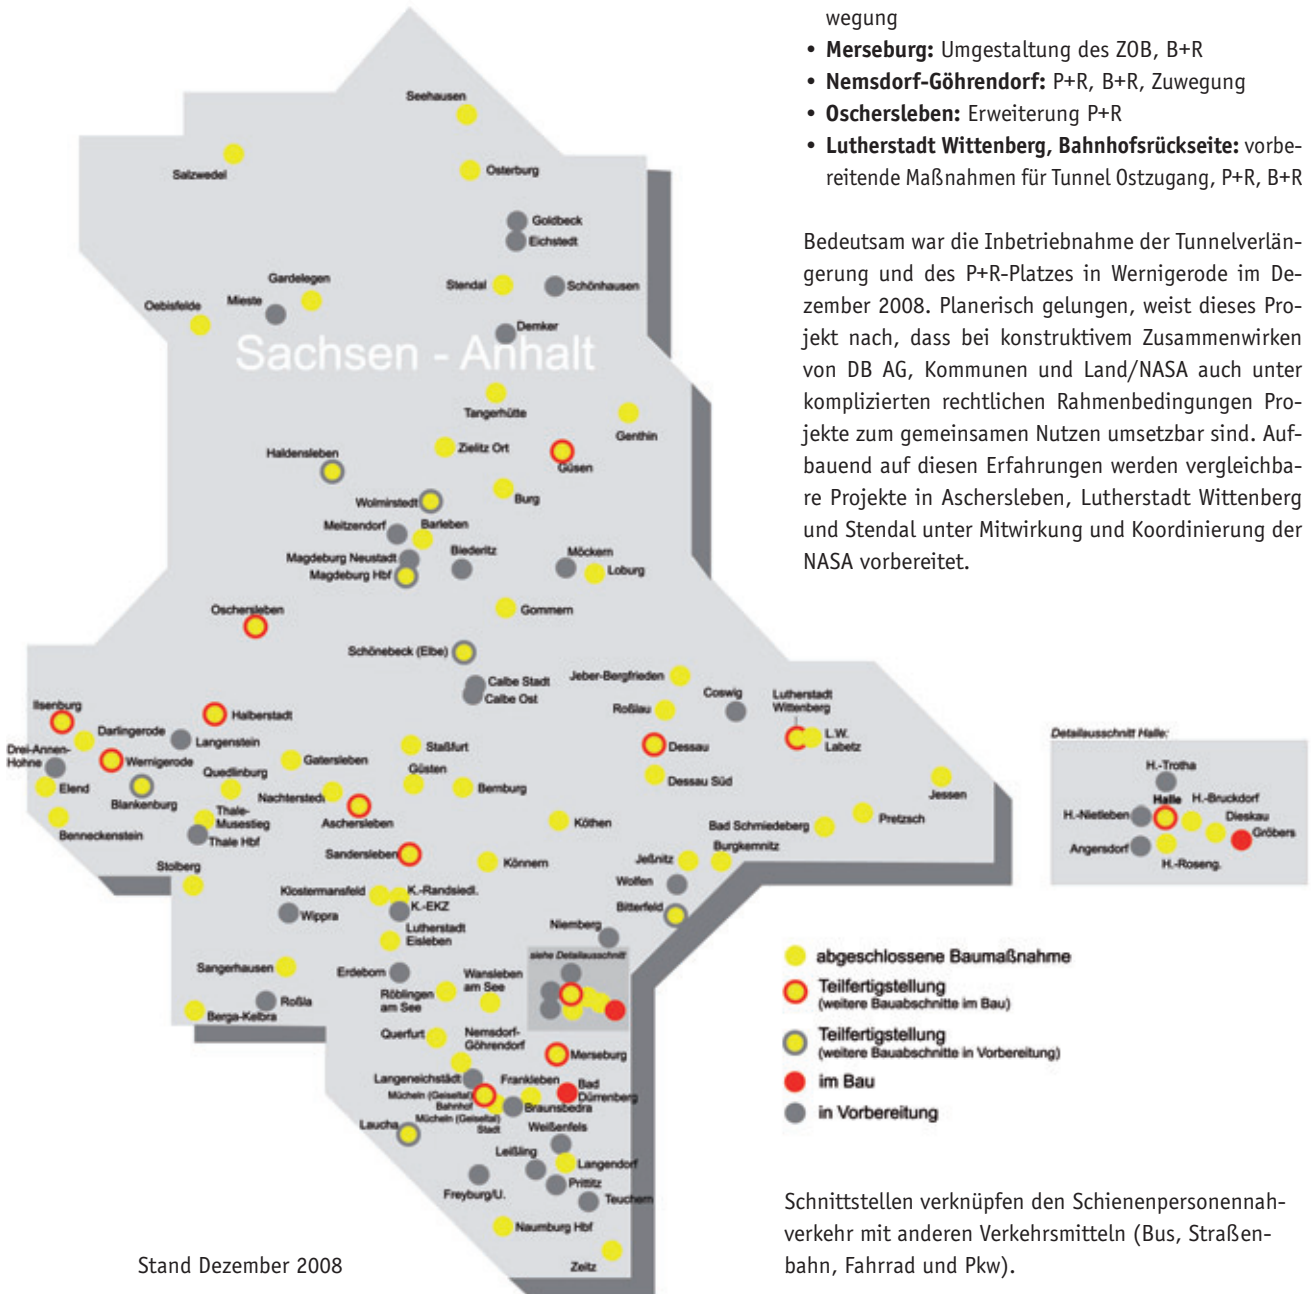 wegung
• Merseburg: Umgestaltung des ZOB, B+R
• Nemsdorf-Göhrendorf: P+R, B+R, Zuwegung
• Oschersleben: Erweiterung P+R
• Lutherstadt Wittenberg, Bahnhofsrückseite: vorbe-
reitende Maßnahmen für Tunnel Ostzugang, P+R, B+R
Bedeutsam war die Inbetriebnahme der Tunnelverlän-
gerung und des P+R-Platzes in Wernigerode im De-
zember 2008. Planerisch gelungen, weist dieses Pro-
jekt nach, dass bei konstruktivem Zusammenwirken
von DB AG, Kommunen und Land/NASA auch unter
komplizierten rechtlichen Rahmenbedingungen Pro-
jekte zum gemeinsamen Nutzen umsetzbar sind. Auf-
bauend auf diesen Erfahrungen werden vergleichba-
re Projekte in Aschersleben, Lutherstadt Wittenberg
und Stendal unter Mitwirkung und Koordinierung der
NASA vorbereitet.
Seehausen
Salzwedel
Osterburg
Goldbeck
Eichstedt
Gardelegen
Stendal
Schönhausen
Mieste
Oebisfelde
Demker
Sachsen - Anhalt
Tangerhütte
Genthin
Zielitz Ort
Haldensleben
Güsen
Wolmirstedt
Burg
Meitzendorf
Barleben
Magdeburg Neustadt
Biederitz
Möckern
Magdeburg Hbf
Loburg
Oschersleben
Gommern
Schönebeck (Elbe)
Calbe Stadt
Calbe Ost
Jeber-Bergfrieden
Coswig
Lutherstadt
Wittenberg
Roßlau
L.W.
Labetz
Ilsenburg
Halberstadt
Darlingerode
Langenstein
Drei-Annen-
Hohne
Wernigerode
Gatersleben
Staßfurt
Dessau
Quedlinburg
Güsten
Dessau Süd
Elend
Blankenburg
Nachterstedt
Bernburg
Jessen
Benneckenstein
Thale-
Musestieg
Aschersleben
Köthen
Pretzsch
Thale Hbf
Bad Schmiedeberg
Sandersleben
Könnern
Jeßnitz
Burgkemnitz
Stolberg
Klostermansfeld
K.-Randsiedl.
Wolfen
K.-EKZ
Wippra
Bitterfeld
Lutherstadt
Eisleben
Niemberg
siehe Detailausschnitt
Sangerhausen
Erdeborn
Wansleben
am See
Roßla
Röblingen
am See
Berga-Kelbra
Querfurt
Nemsdorf-
Göhrendorf
Merseburg
Langeneichstädt
Frankleben
Bad
Dürrenberg
Mücheln (Geiseltal)
Bahnhof
Braunsbedra
Mücheln (Geiseltal)
Stadt
Laucha
Weißenfels
Leißling
Langendorf
Freyburg/U.
Prittitz
Teuchern
Naumburg Hbf
Zeitz
Detailausschnitt Halle:
H.-Trotha
Halle
H.-Bruckdorf
H.-Nietleben
Dieskau
Gröbers
Angersdorf
H.-Roseng.
abgeschlossene Baumaßnahme
Teilfertigstellung
(weitere Bauabschnitte im Bau)
Teilfertigstellung
(weitere Bauabschnitte in Vorbereitung)
im Bau
in Vorbereitung
Schnittstellen verknüpfen den Schienenpersonennah-
verkehr mit anderen Verkehrsmitteln (Bus, Straßen-
bahn, Fahrrad und Pkw).
Stand Dezember 2008